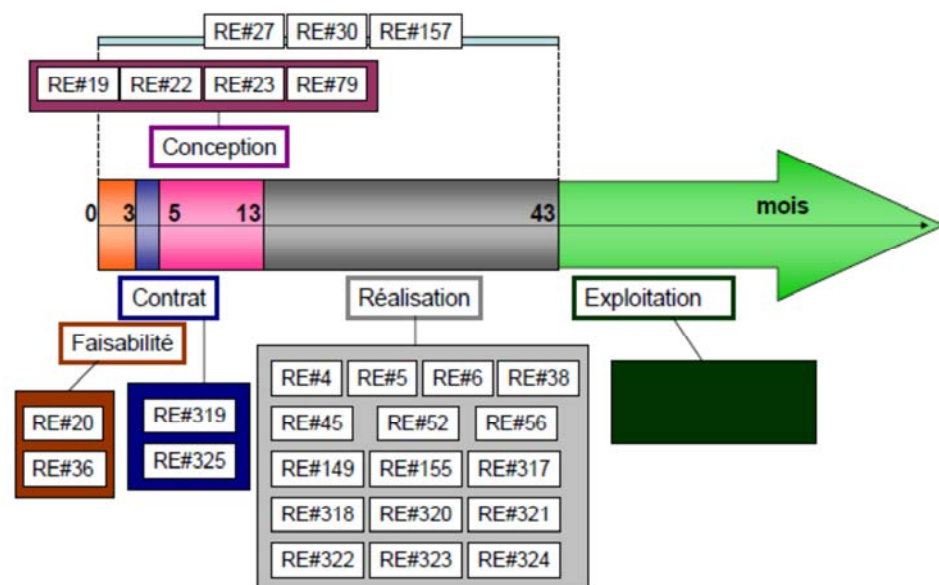 RE#27 RE#30 RE#157
RE#19 RE#22 RE#23 RE#79
Conception
0 3 5 13 43 mois
Contrat Réalisation Exploitation
Faisabilité
RE#20
RE#36
RE#319
RE#325
RE#4 RE#5 RE#6 RE#38
RE#45 RE#52 RE#56
RE#149 RE#155 RE#317
RE#318 RE#320 RE#321
RE#322 RE#323 RE#324